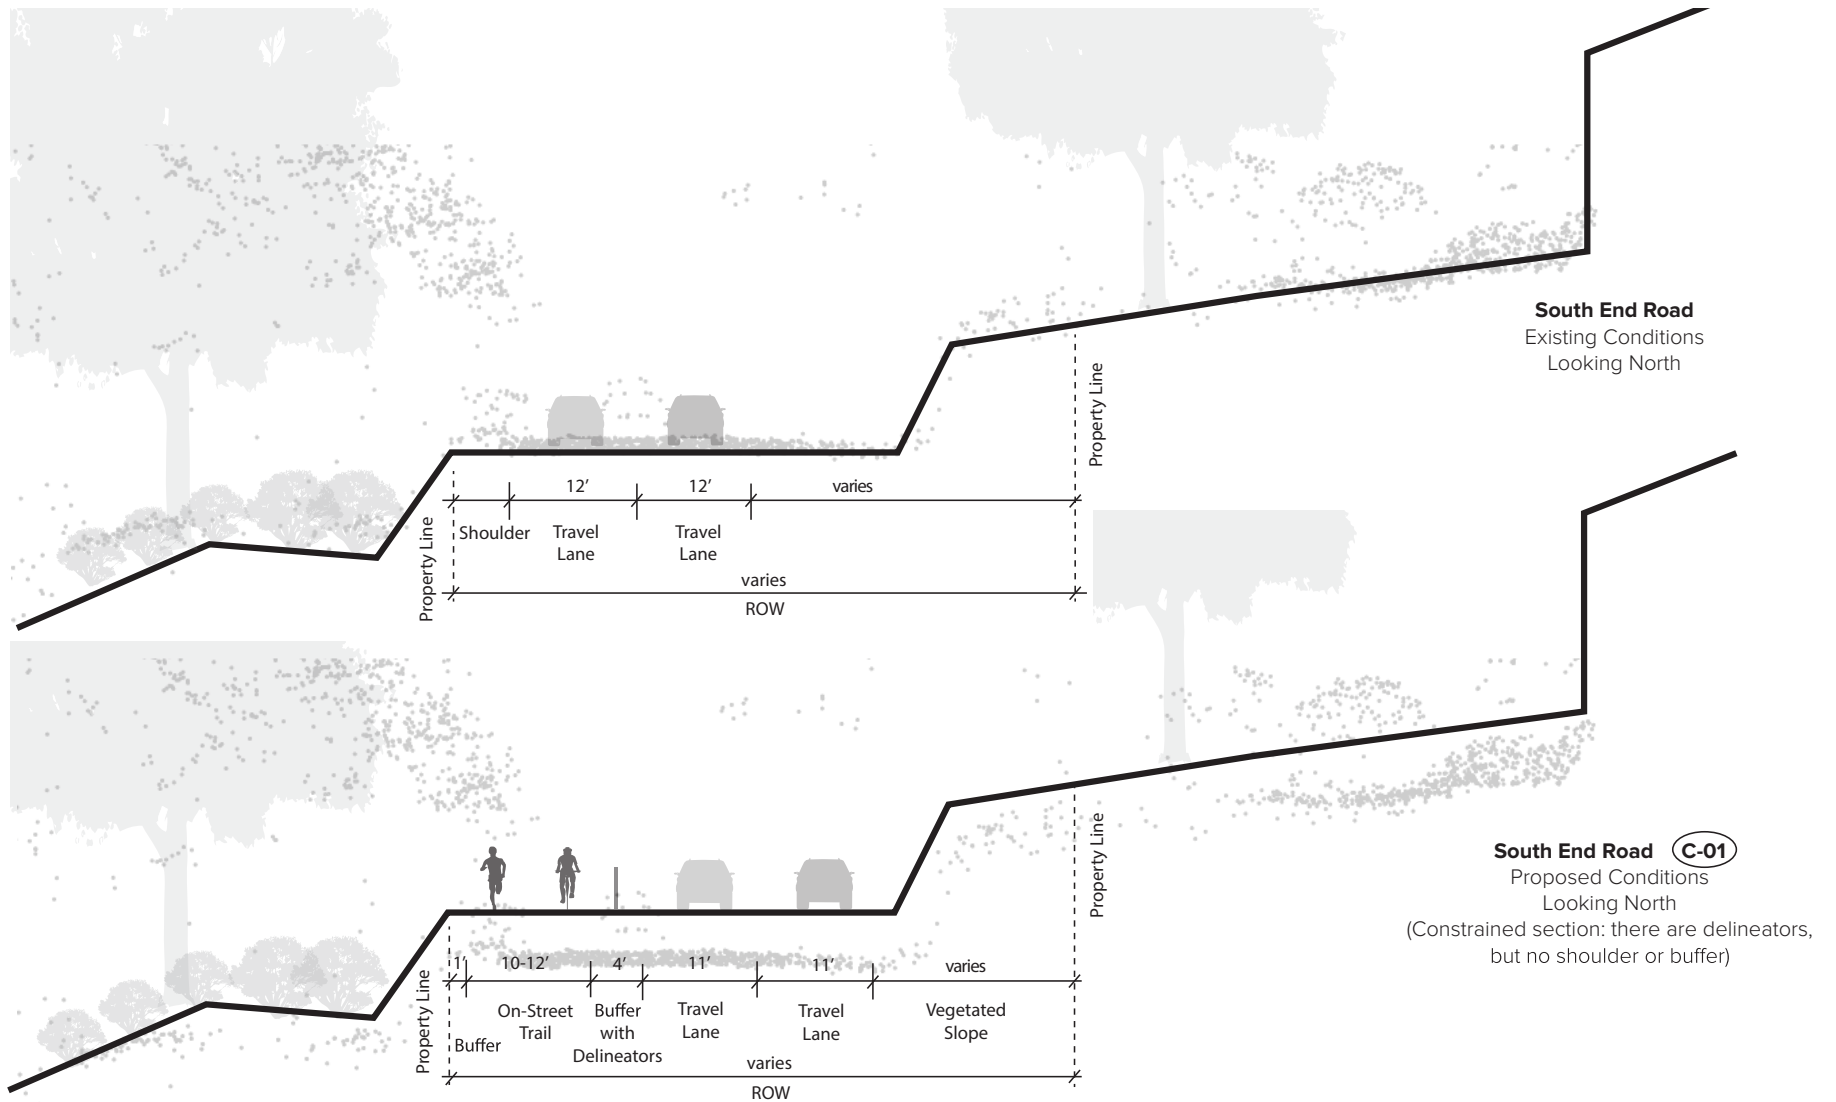 South End Road
Existing Conditions
Looking North
Property Line
12’
12’
varies
Shoulder
Travel
Lane
Travel
Lane
Property Line
varies
ROW
South End Road C-01
Proposed Conditions
Looking North
(Constrained section: there are delineators,
but no shoulder or buffer)
Property Line
1’
10-12’
4’
11’
11’
varies
Buffer
On-Street
Trail
Buffer
with
Delineators
Travel
Lane
Travel
Lane
Vegetated
Slope
Property Line
varies
ROW